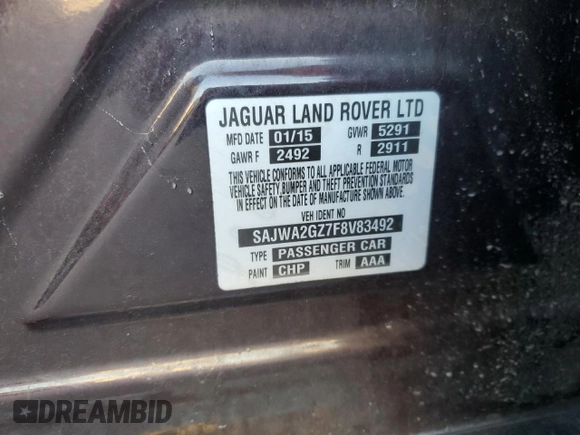 JAGUAR LAND ROVER LTD
MFD DATE 01/15 GVWR 5291
GAWR F 2492 R 2911
THIS VEHICLE CONFORMS TO ALL APPLICABLE FEDERAL MOTOR
VEHICLE SAFETY, BUMPER AND THEFT PREVENTION STANDARDS
IN EFFECT ON THE DATE OF MANUFACTURE SHOWN ABOVE.
VEH IDENT NO
SAJWA2GZ7F8V83492
TYPE PASSENGER CAR
PAINT CHP TRIM AAA
DREAMBID